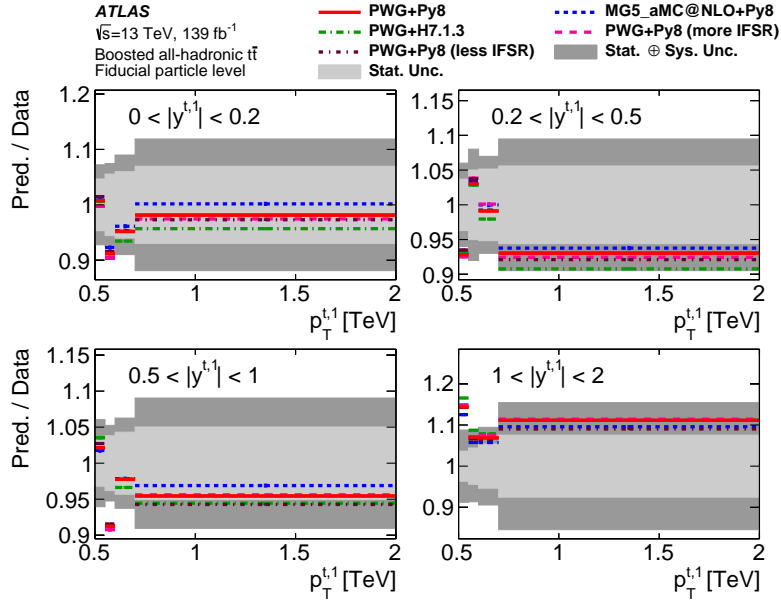 ATLAS
√s=13 TeV, 139 fb⁻¹
Boosted all-hadronic tt̄
Fiducial particle level
PWG+Py8
MG5_aMC@NLO+Py8
PWG+H7.1.3
PWG+Py8 (more IFSR)
PWG+Py8 (less IFSR)
Stat. ⊕ Sys. Unc.
Stat. Unc.
Pred. / Data
1.2
1.1
1
0.9
0 < |y^{t,1}| < 0.2
0.5 1 1.5 2
p_T^{t,1} [TeV]
1.15
1.1
1.05
1
0.95
0.9
0.2 < |y^{t,1}| < 0.5
0.5 1 1.5 2
p_T^{t,1} [TeV]
Pred. / Data
1.15
1.1
1.05
1
0.95
0.9
0.5 < |y^{t,1}| < 1
0.5 1 1.5 2
p_T^{t,1} [TeV]
1.2
1.1
1
0.9
1 < |y^{t,1}| < 2
0.5 1 1.5 2
p_T^{t,1} [TeV]